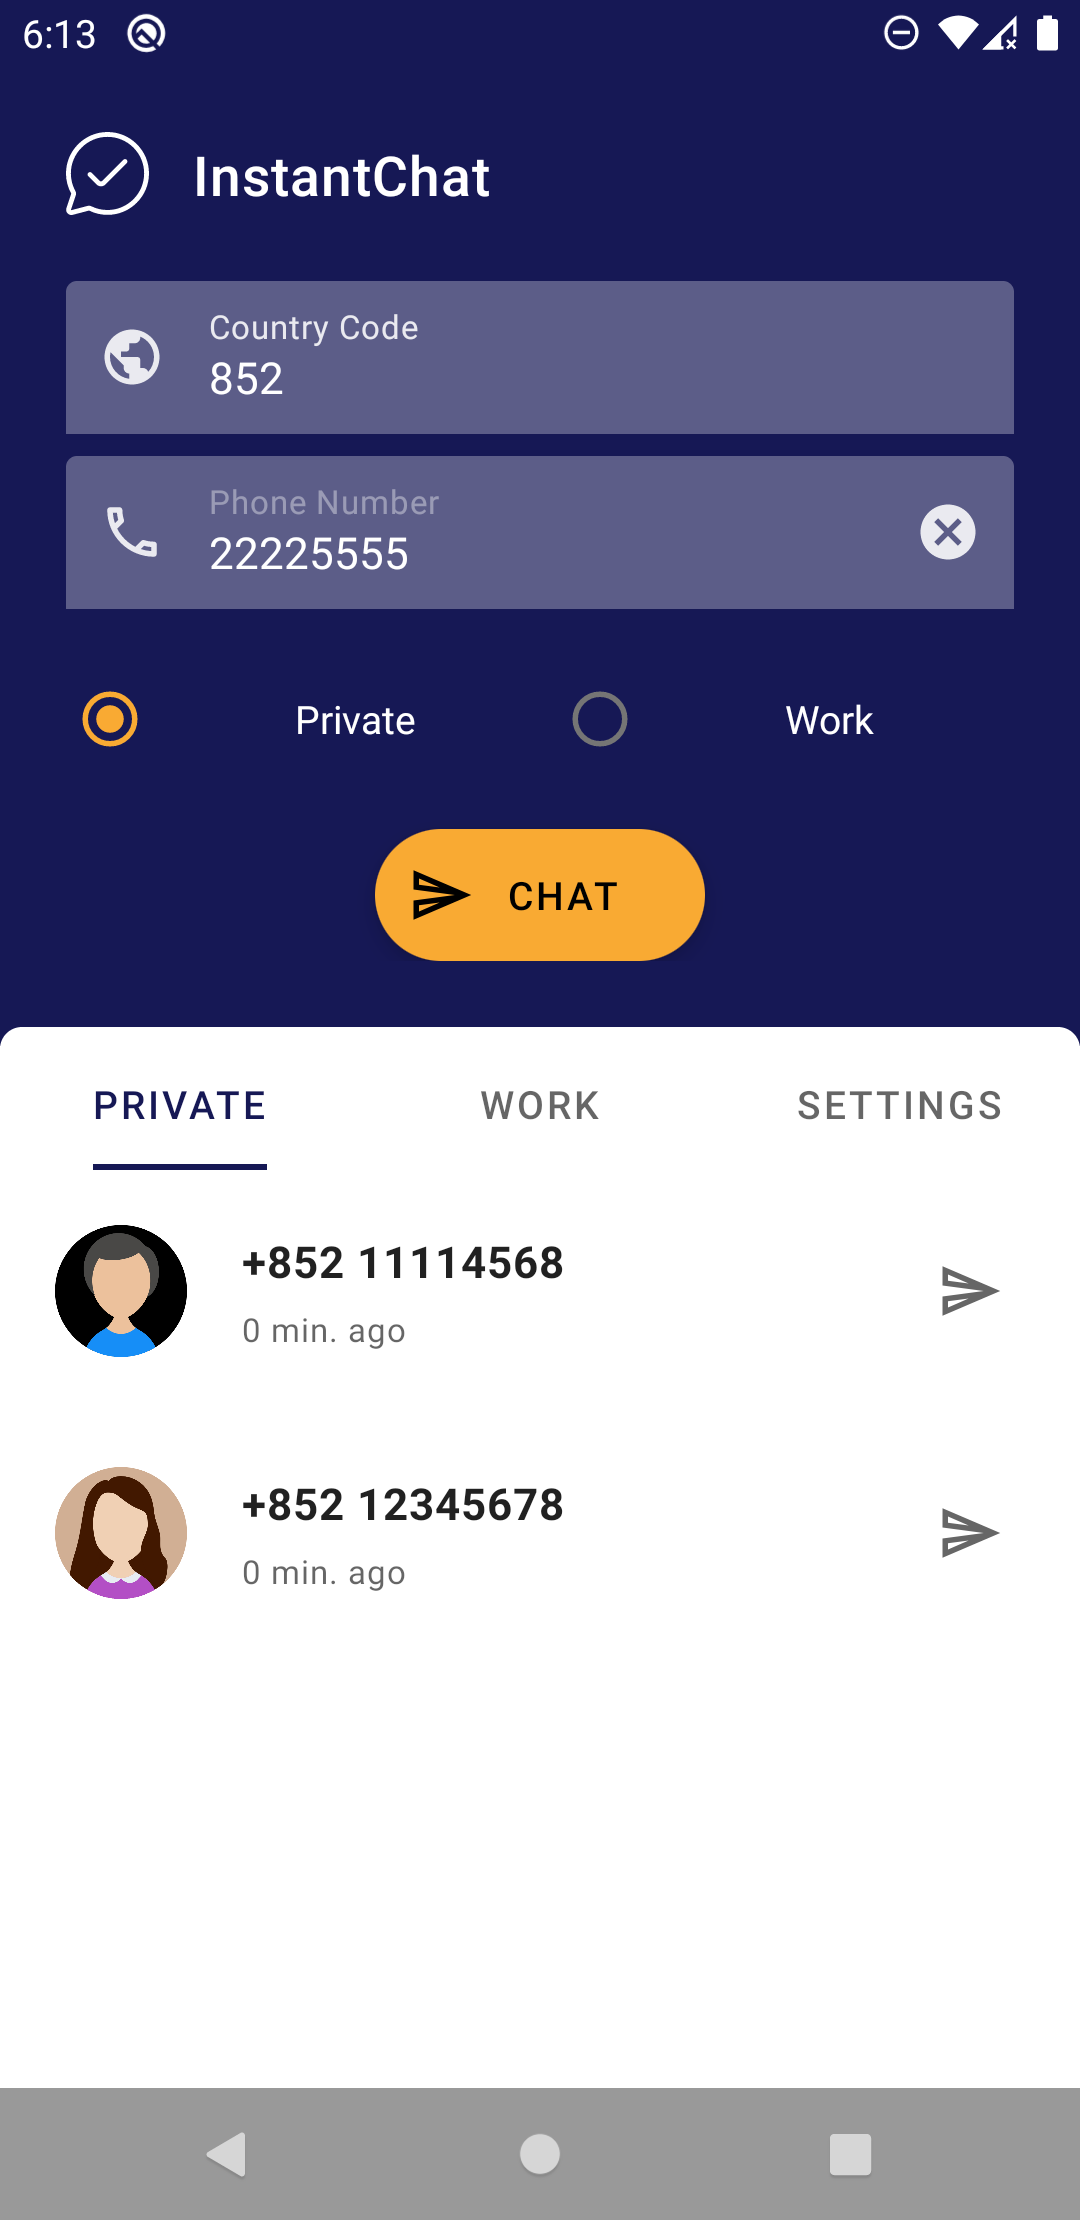 6:13
InstantChat
Country Code
852
Phone Number
22225555
Private
Work
CHAT
PRIVATE
WORK
SETTINGS
+852 11114568
0 min. ago
+852 12345678
0 min. ago